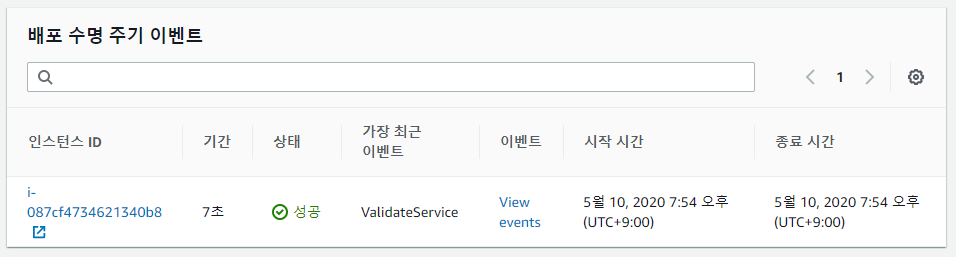 배포 수명 주기 이벤트
1
인스턴스 ID
기간
상태
가장 최근
이벤트
이벤트
시작 시간
종료 시간
i-
087cf4734621340b8
7초
성공
ValidateService
View
events
5월 10, 2020 7:54 오후
(UTC+9:00)
5월 10, 2020 7:54 오후
(UTC+9:00)